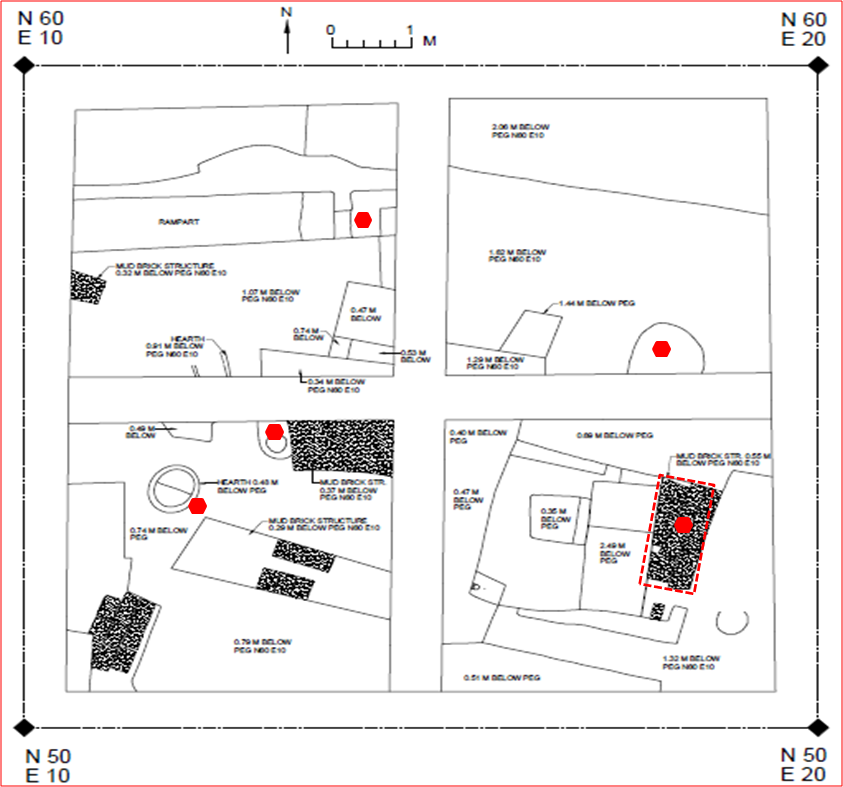 N 60
E 10
N
0 1 M
N 60
E 20
2.06 M BELOW
PEG N60 E10
RAMPART
MUD BRICK STRUCTURE
0.32 M BELOW PEG N60 E10
1.07 M BELOW
PEG N60 E10
1.62 M BELOW
PEG N60 E10
0.47 M
BELOW
1.44 M BELOW PEG
0.74 M
BELOW
HEARTH
0.91 M BELOW
PEG N60 E10
0.53 M
BELOW
1.29 M BELOW
PEG N60 E10
0.34 M BELOW
PEG N60 E10
0.49 M
BELOW
0.40 M BELOW
PEG
0.69 M BELOW PEG
MUD BRICK STR. 0.55 M
BELOW PEG N60 E10
HEARTH 0.48 M
BELOW PEG
MUD BRICK STR.
0.37 M BELOW
PEG N60 E10
0.47 M
BELOW
PEG
0.35 M
BELOW
PEG
MUD BRICK STRUCTURE
0.29 M BELOW PEG N60 E10
0.74 M BELOW
PEG
2.49 M
BELOW
PEG
0.79 M BELOW
PEG N60 E10
1.32 M BELOW
PEG N60 E10
0.51 M BELOW PEG
N 50
E 10
N 50
E 20